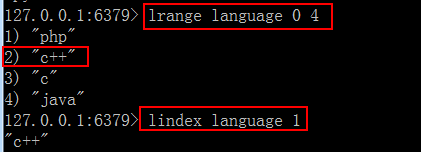 127.0.0.1:6379> lrange language 0 4
1) "php"
2) "c++"
3) "c"
4) "java"
127.0.0.1:6379> lindex language 1
"c++"